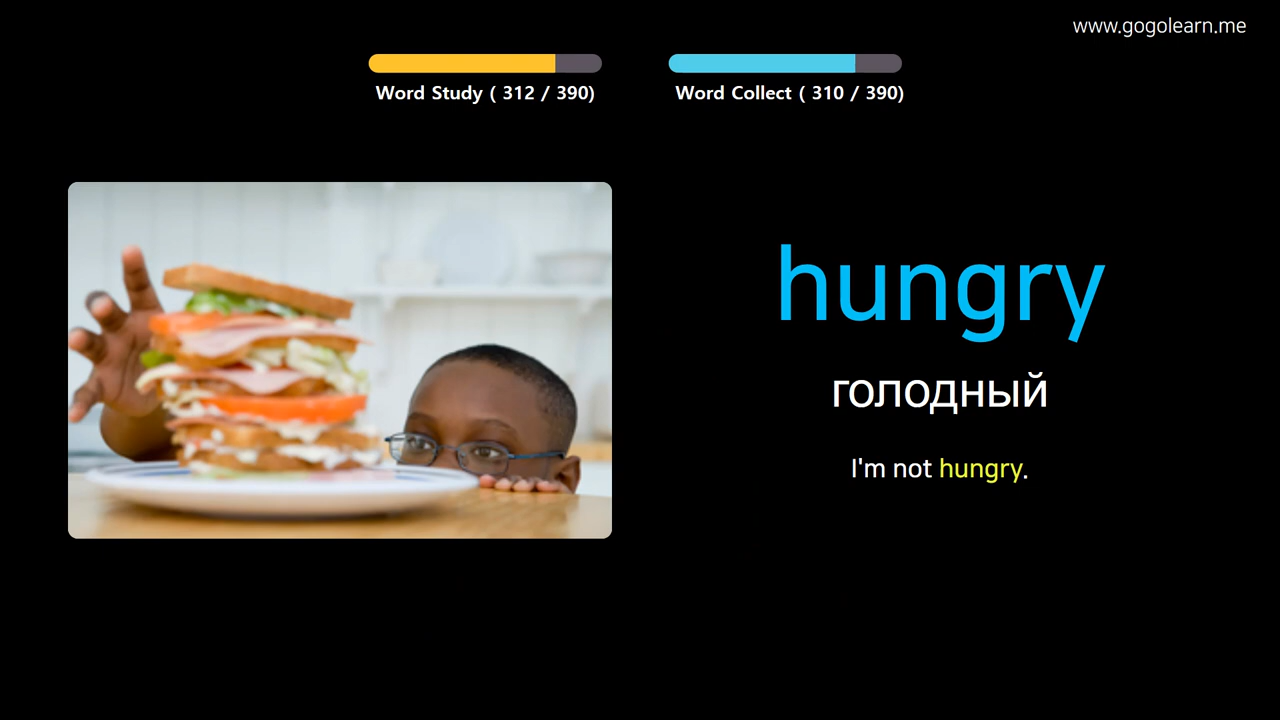 www.gogolearn.me
Word Study ( 312 / 390)
Word Collect ( 310 / 390)
hungry
голодный
I'm not hungry.